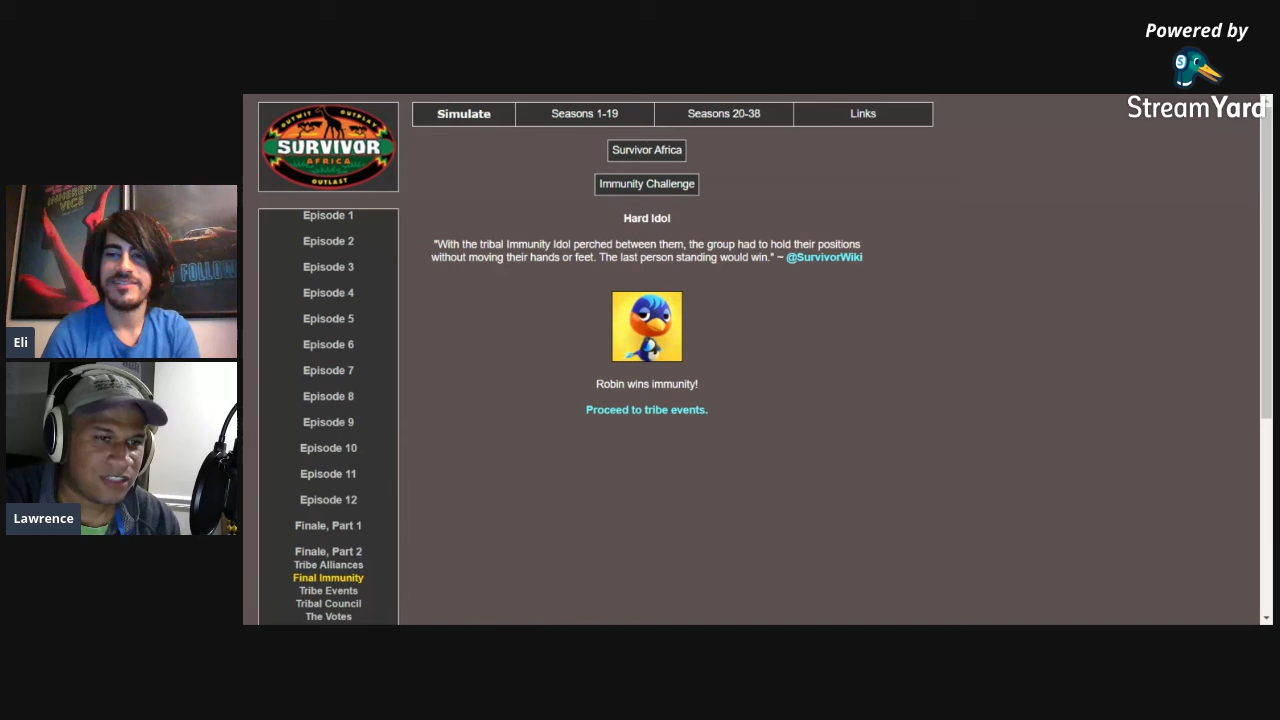 Powered by
StreamYard
OUTWIT OUTPLAY
SURVIVOR
AFRICA
OUTLAST
Simulate
Seasons 1-19
Seasons 20-38
Links
Survivor Africa
Immunity Challenge
Hard Idol
"With the tribal Immunity Idol perched between them, the group had to hold their positions
without moving their hands or feet. The last person standing would win." ~ @SurvivorWiki
Robin wins immunity!
Proceed to tribe events.
Episode 1
Episode 2
Episode 3
Episode 4
Episode 5
Episode 6
Episode 7
Episode 8
Episode 9
Episode 10
Episode 11
Episode 12
Finale, Part 1
Finale, Part 2
Tribe Alliances
Final Immunity
Tribe Events
Tribal Council
The Votes
INHERENT
VICE
FOLLOW
Eli
Lawrence